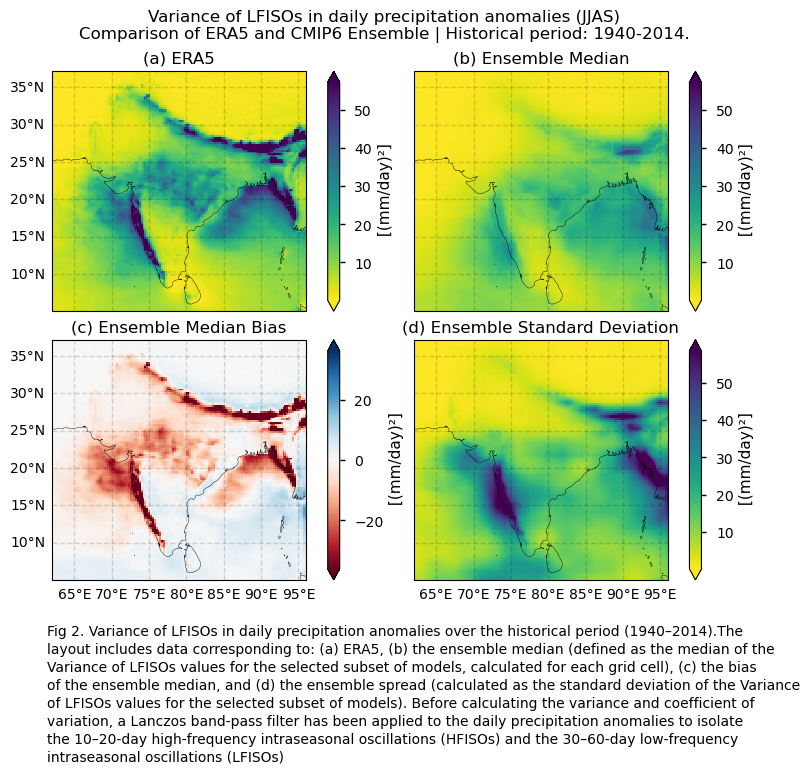 Variance of LFISOs in daily precipitation anomalies (JJAS)
Comparison of ERA5 and CMIP6 Ensemble | Historical period: 1940-2014.
(a) ERA5
35°N
30°N
25°N
20°N
15°N
10°N
50
40
30
20
10
[(mm/day)²]
(b) Ensemble Median
50
40
30
20
10
[(mm/day)²]
(c) Ensemble Median Bias
35°N
30°N
25°N
20°N
15°N
10°N
65°E 70°E 75°E 80°E 85°E 90°E 95°E
20
0
−20
[(mm/day)²]
(d) Ensemble Standard Deviation
65°E 70°E 75°E 80°E 85°E 90°E 95°E
50
40
30
20
10
[(mm/day)²]
Fig 2. Variance of LFISOs in daily precipitation anomalies over the historical period (1940–2014).The
layout includes data corresponding to: (a) ERA5, (b) the ensemble median (defined as the median of the
Variance of LFISOs values for the selected subset of models, calculated for each grid cell), (c) the bias
of the ensemble median, and (d) the ensemble spread (calculated as the standard deviation of the Variance
of LFISOs values for the selected subset of models). Before calculating the variance and coefficient of
variation, a Lanczos band-pass filter has been applied to the daily precipitation anomalies to isolate
the 10–20-day high-frequency intraseasonal oscillations (HFISOs) and the 30–60-day low-frequency
intraseasonal oscillations (LFISOs)